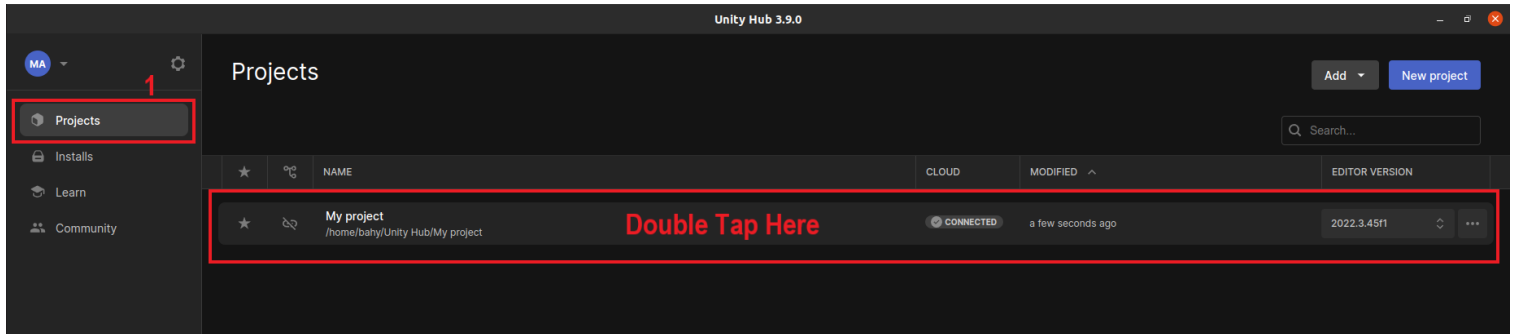 Unity Hub 3.9.0
MA
1
Projects
Installs
Learn
Community
Projects
Add
New project
Search...
NAME
CLOUD
MODIFIED
EDITOR VERSION
My project
/home/bahy/Unity Hub/My project
Double Tap Here
CONNECTED
a few seconds ago
2022.3.45f1